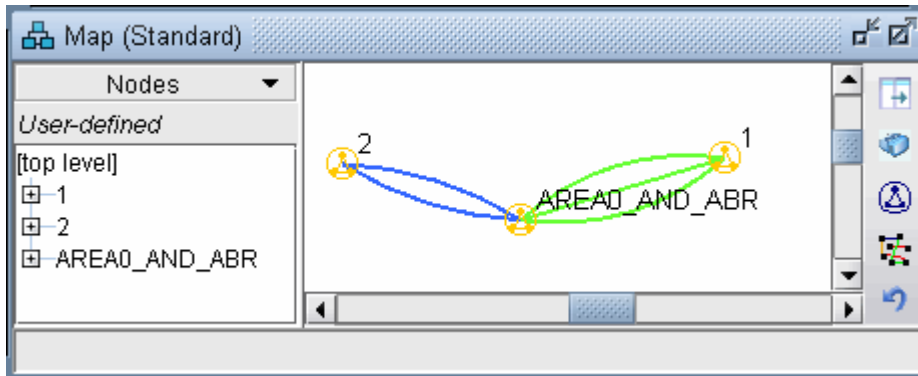 Map (Standard)
Nodes
User-defined
[top level]
1
2
AREA0_AND_ABR
2
1
AREA0_AND_ABR